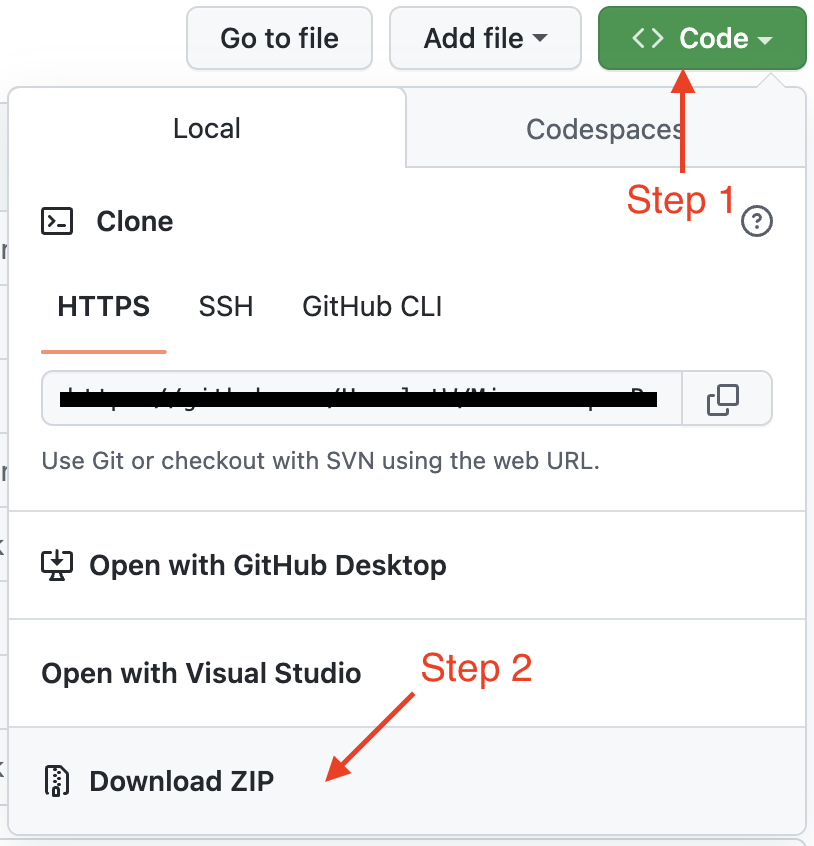 Go to file
Add file
Code
Local
Codespaces
Step 1
Clone
?
HTTPS SSH GitHub CLI
Use Git or checkout with SVN using the web URL.
Open with GitHub Desktop
Open with Visual Studio
Step 2
Download ZIP